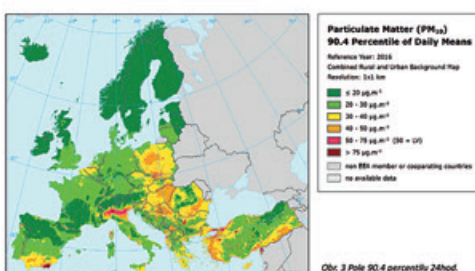 Particulate Matter (PM₁₀)
90.4 Percentile of Daily Means
Reference Year: 2016
Combined Rural and Urban Background Map
Resolution: 1x1 km
≤ 20 µg.m⁻³
20 - 30 µg.m⁻³
30 - 40 µg.m⁻³
40 - 50 µg.m⁻³
50 - 75 µg.m⁻³ (50 = LV)
> 75 µg.m⁻³
non EEA member or cooperating countries
no available data
Obr. 3 Pole 90.4 percentilu 24hod.